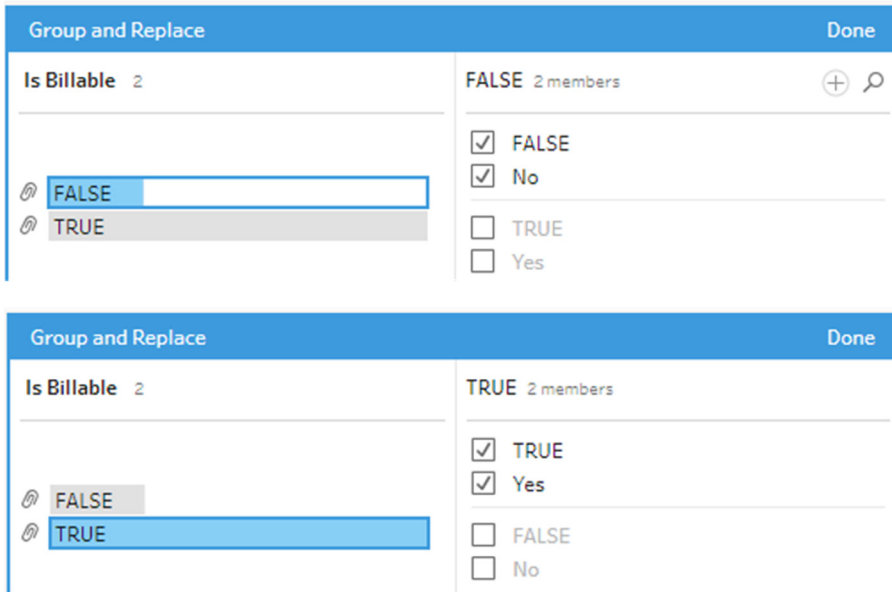 Group and Replace Done
Is Billable 2
FALSE
TRUE
FALSE 2 members
FALSE
No
TRUE
Yes
Group and Replace Done
Is Billable 2
FALSE
TRUE
TRUE 2 members
TRUE
Yes
FALSE
No